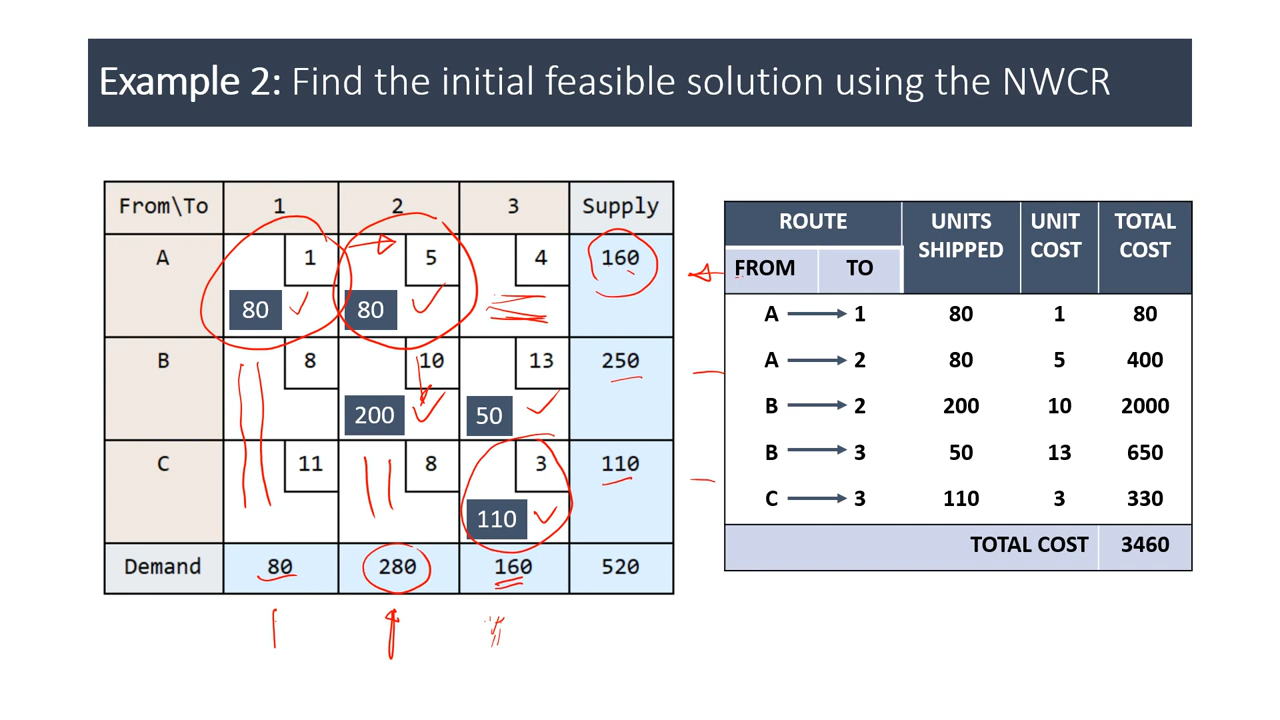 Example 2: Find the initial feasible solution using the NWCR
From\To 1 2 3 Supply
A 1 5 4 160
80 80
B 8 10 13 250
200 50
C 11 8 3 110
110
Demand 80 280 160 520
ROUTE UNITS SHIPPED UNIT COST TOTAL COST
FROM TO
A 1 80 1 80
A 2 80 5 400
B 2 200 10 2000
B 3 50 13 650
C 3 110 3 330
TOTAL COST 3460